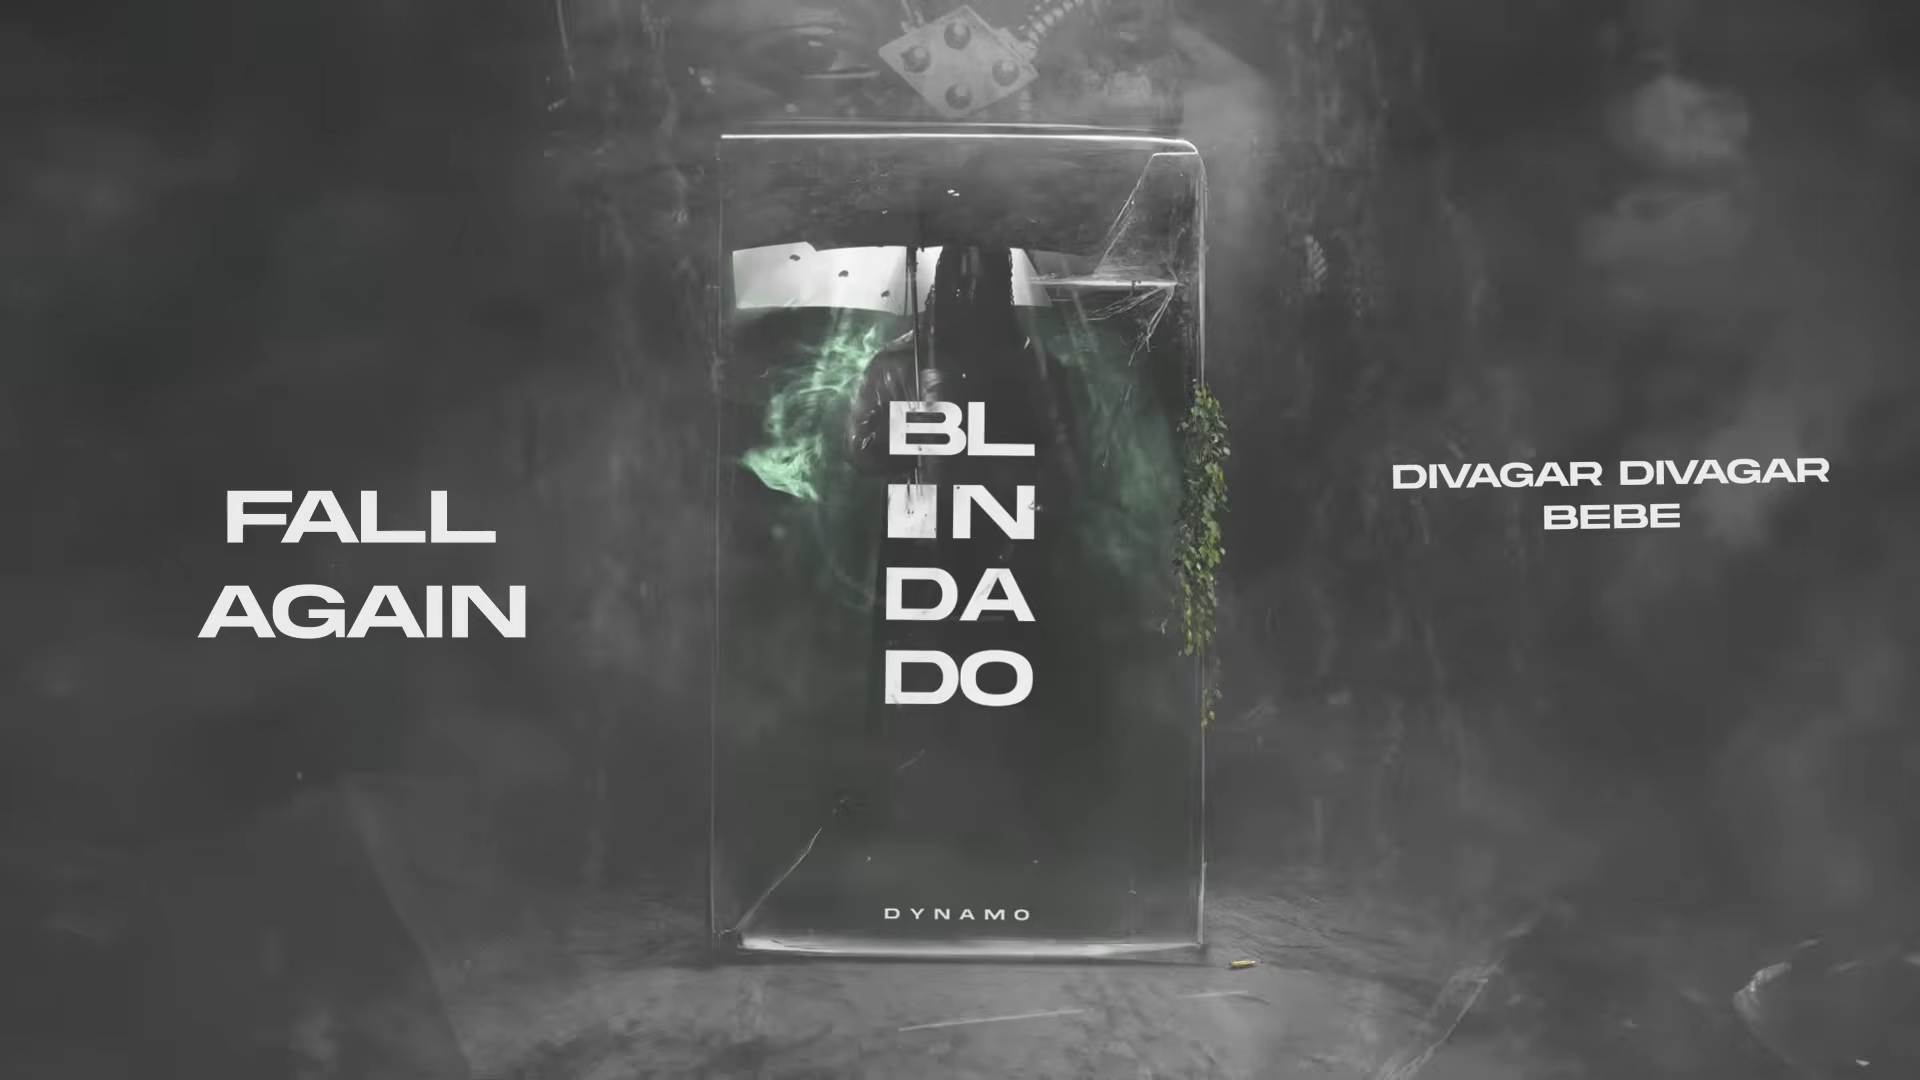 FALL
AGAIN
BL
IN
DA
DO
DYNAMO
DIVAGAR DIVAGAR
BEBE